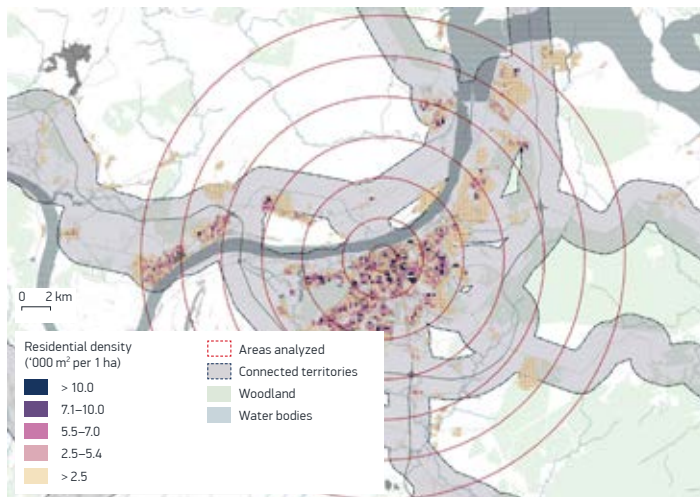 0 2 km
Residential density
(‘000 m² per 1 ha)
> 10.0
7.1–10.0
5.5–7.0
2.5–5.4
> 2.5
Areas analyzed
Connected territories
Woodland
Water bodies